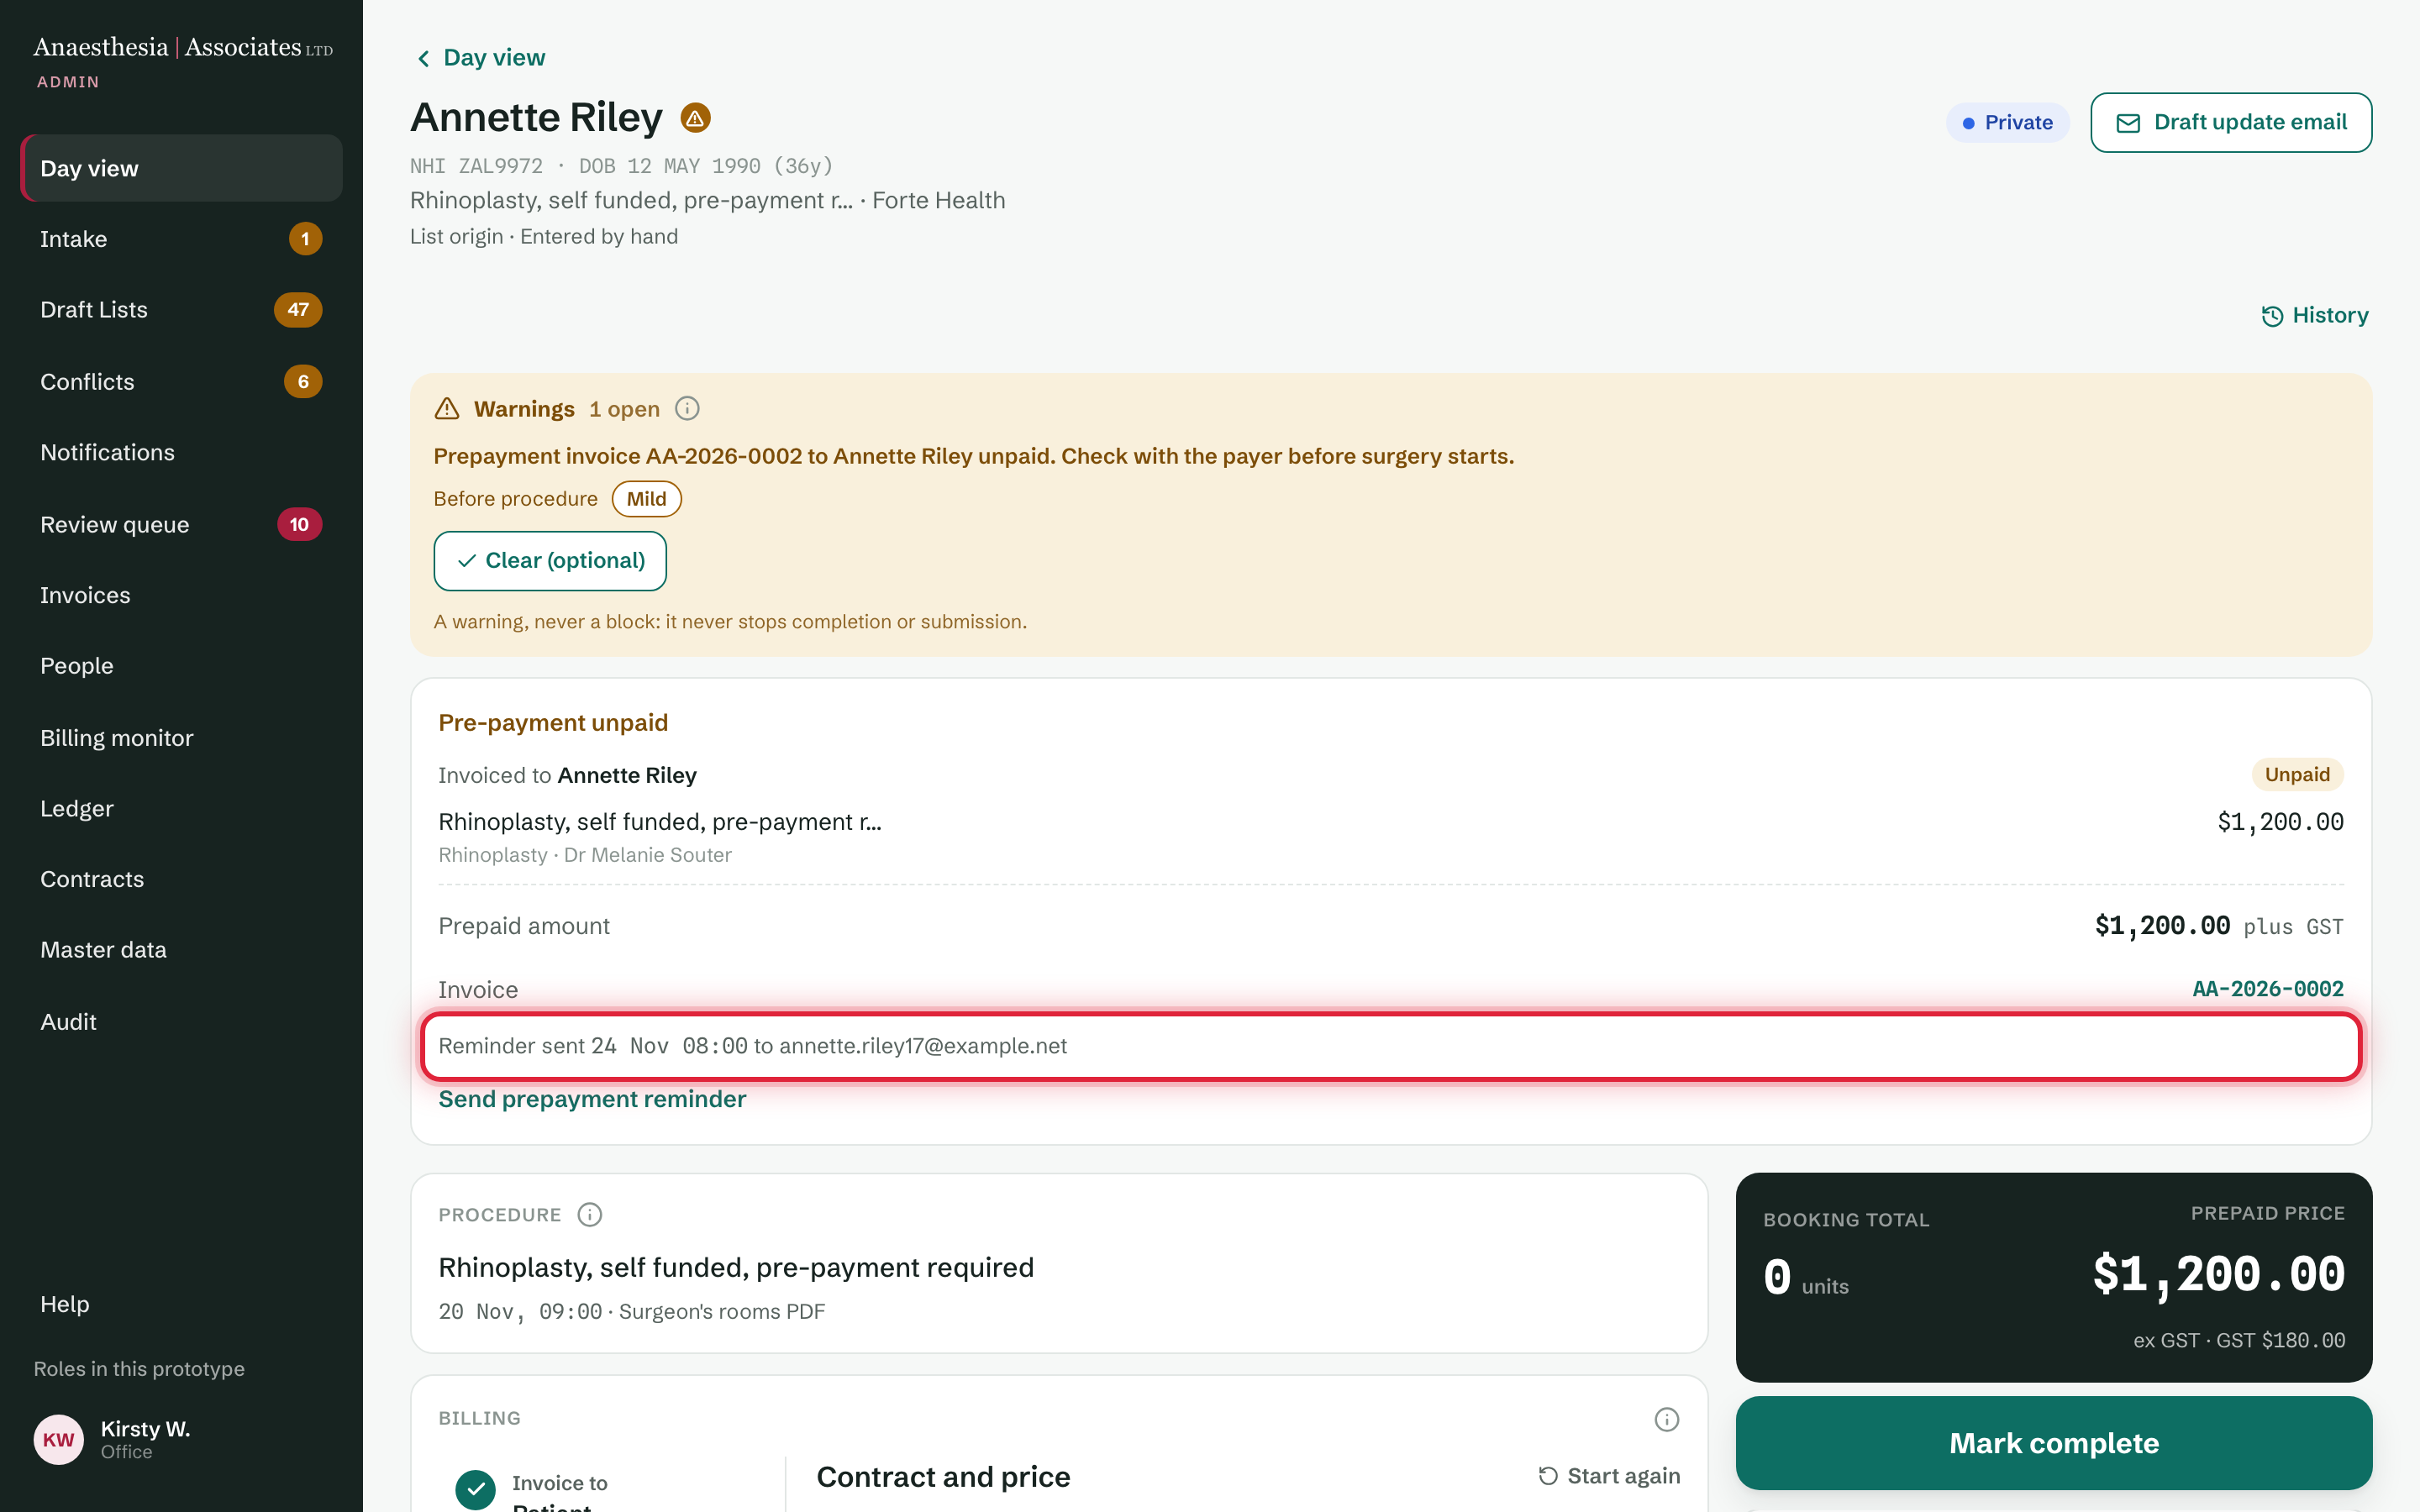 Anaesthesia | Associates LTD
ADMIN
Day view
Intake 1
Draft Lists 47
Conflicts 6
Notifications
Review queue 10
Invoices
People
Billing monitor
Ledger
Contracts
Master data
Audit
Help
Roles in this prototype
KW
Kirsty W.
Office
Day view
Annette Riley
Private
Draft update email
NHI ZAL9972 · DOB 12 MAY 1990 (36y)
Rhinoplasty, self funded, pre-payment r... · Forte Health
List origin · Entered by hand
History
Warnings 1 open
Prepayment invoice AA-2026-0002 to Annette Riley unpaid. Check with the payer before surgery starts.
Before procedure Mild
Clear (optional)
A warning, never a block: it never stops completion or submission.
Pre-payment unpaid
Invoiced to Annette Riley Unpaid
Rhinoplasty, self funded, pre-payment r... $1,200.00
Rhinoplasty · Dr Melanie Souter
Prepaid amount $1,200.00 plus GST
Invoice AA-2026-0002
Reminder sent 24 Nov 08:00 to annette.riley17@example.net
Send prepayment reminder
PROCEDURE
Rhinoplasty, self funded, pre-payment required
20 Nov, 09:00 · Surgeon's rooms PDF
BOOKING TOTAL
0 units
PREPAID PRICE
$1,200.00
ex GST · GST $180.00
Mark complete
BILLING
Invoice to
Patient
Contract and price
Start again